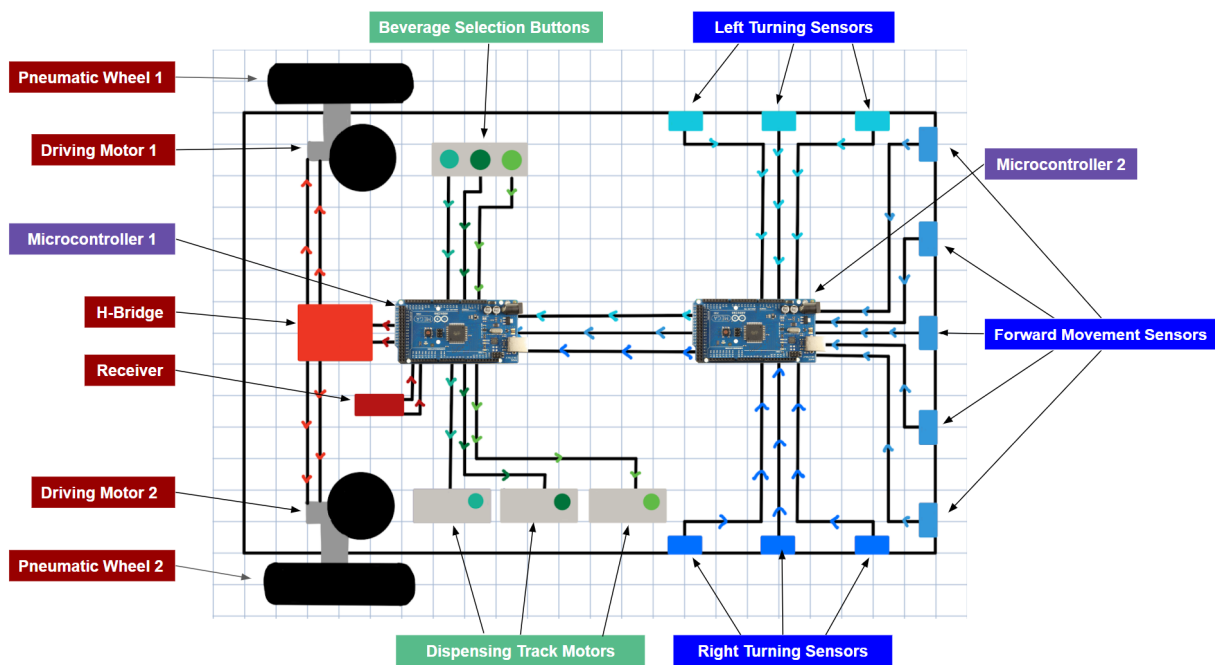 Beverage Selection Buttons
Left Turning Sensors
Pneumatic Wheel 1
Driving Motor 1
Microcontroller 2
Microcontroller 1
H-Bridge
Forward Movement Sensors
Receiver
Driving Motor 2
Pneumatic Wheel 2
Dispensing Track Motors
Right Turning Sensors